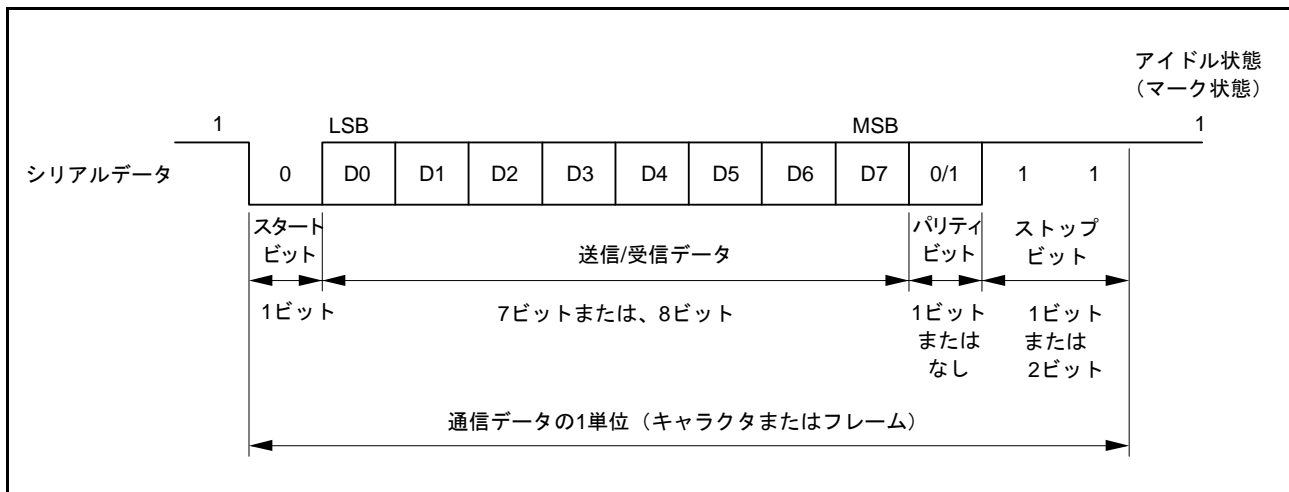 アイドル状態
（マーク状態）
1 LSB MSB 1
シリアルデータ 0 D0 D1 D2 D3 D4 D5 D6 D7 0/1 1 1
スタート
ビット
送信/受信データ
パリティ
ビット
ストップ
ビット
1ビット
7ビットまたは、8ビット
1ビット
または
なし
1ビット
または
2ビット
通信データの1単位（キャラクタまたはフレーム）